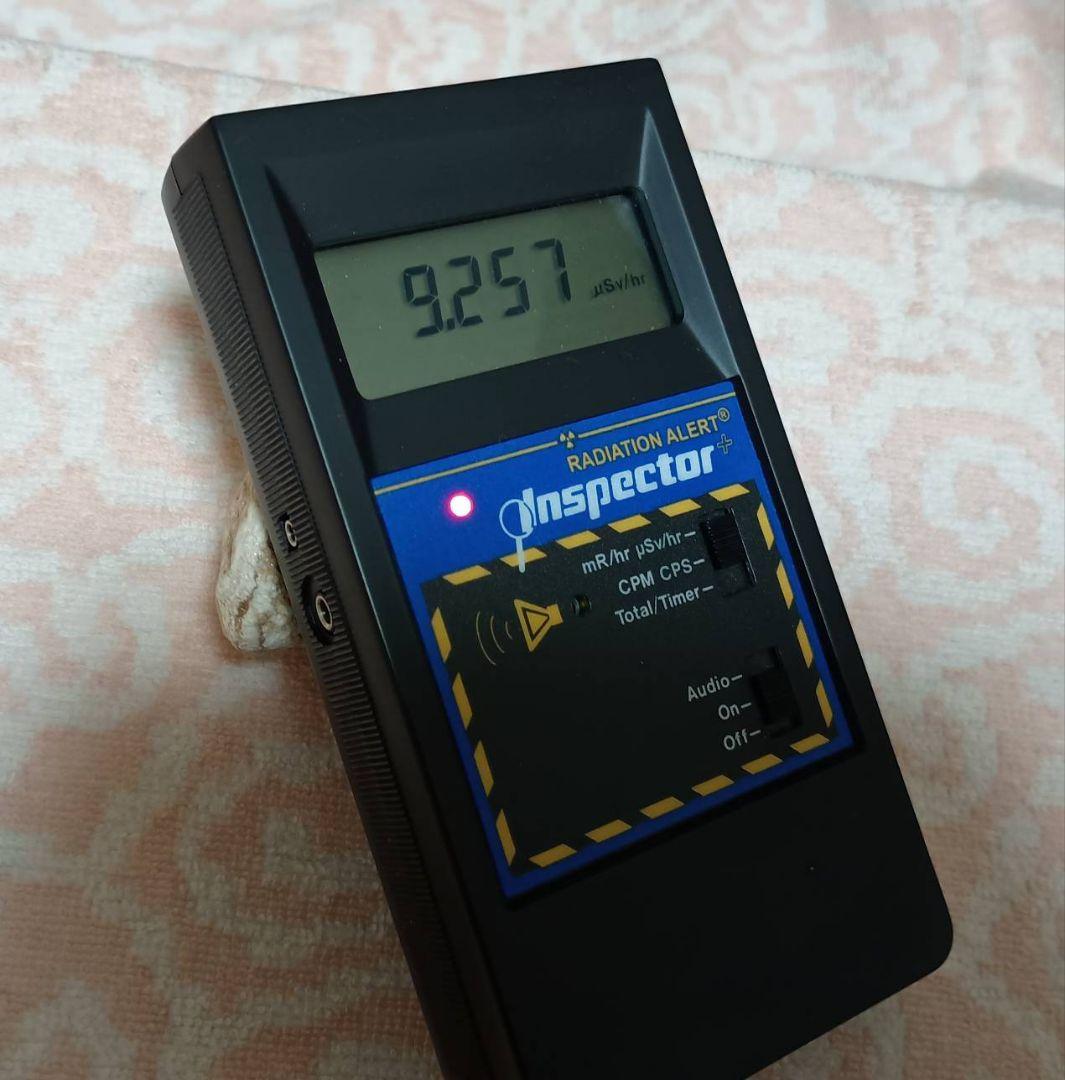 9.257 µSv/hr
RADIATION ALERT®
Inspector+
mR/hr µSv/hr
CPM CPS
Total/Timer
Audio
On
Off